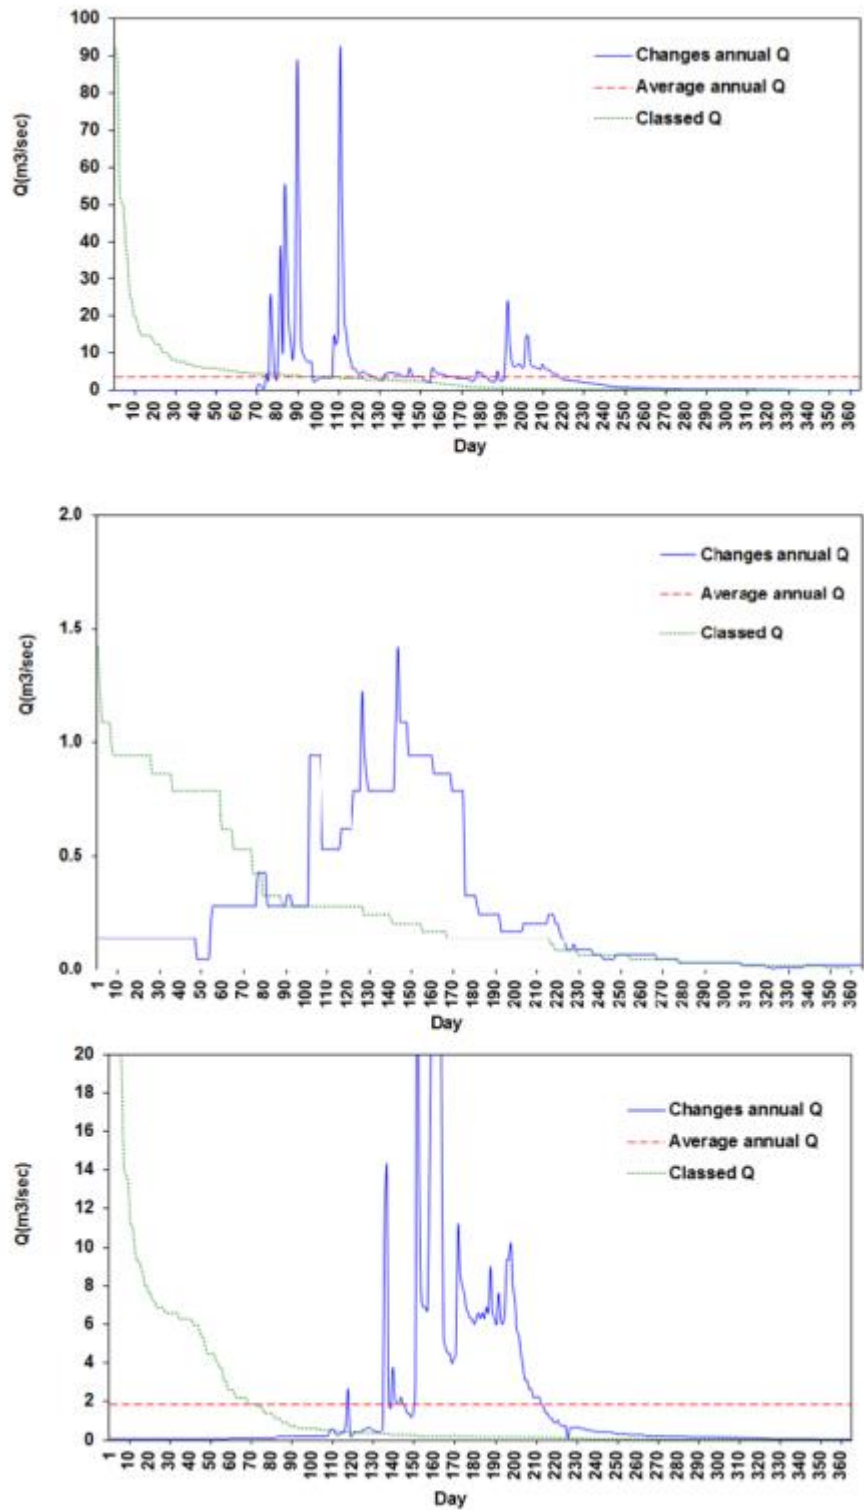 100
90
80
70
60
50
40
30
20
10
0
Q(m3/sec)
Changes annual Q
Average annual Q
Classed Q
1 10 20 30 40 50 60 70 80 90 100 110 120 130 140 150 160 170 180 190 200 210 220 230 240 250 260 270 280 290 300 310 320 330 340 350 360
Day
2.0
1.5
1.0
0.5
0.0
Q(m3/sec)
Changes annual Q
Average annual Q
Classed Q
1 10 20 30 40 50 60 70 80 90 100 110 120 130 140 150 160 170 180 190 200 210 220 230 240 250 260 270 280 290 300 310 320 330 340 350 360
Day
20
18
16
14
12
10
8
6
4
2
0
Q(m3/sec)
Changes annual Q
Average annual Q
Classed Q
1 10 20 30 40 50 60 70 80 90 100 110 120 130 140 150 160 170 180 190 200 210 220 230 240 250 260 270 280 290 300 310 320 330 340 350 360
Day